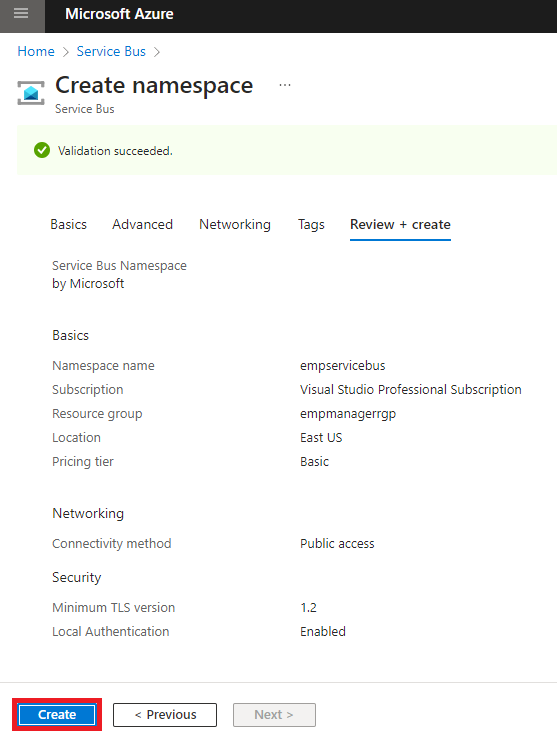 Microsoft Azure
Home > Service Bus >
Create namespace ...
Service Bus
Validation succeeded.
Basics Advanced Networking Tags Review + create
Service Bus Namespace
by Microsoft
Basics
Namespace name empservicebus
Subscription Visual Studio Professional Subscription
Resource group empmanagerrgp
Location East US
Pricing tier Basic
Networking
Connectivity method Public access
Security
Minimum TLS version 1.2
Local Authentication Enabled
Create < Previous Next >